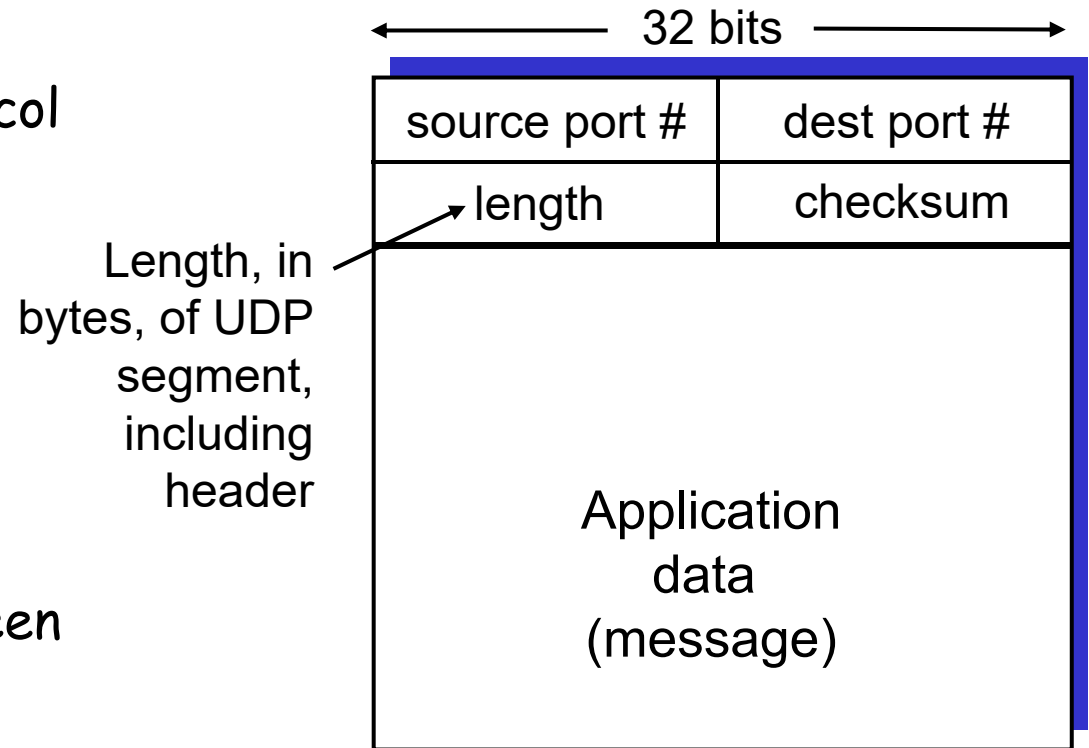 32 bits
col
source port #
dest port #
length
checksum
Length, in
bytes, of UDP
segment,
including
header
Application
data
(message)
een